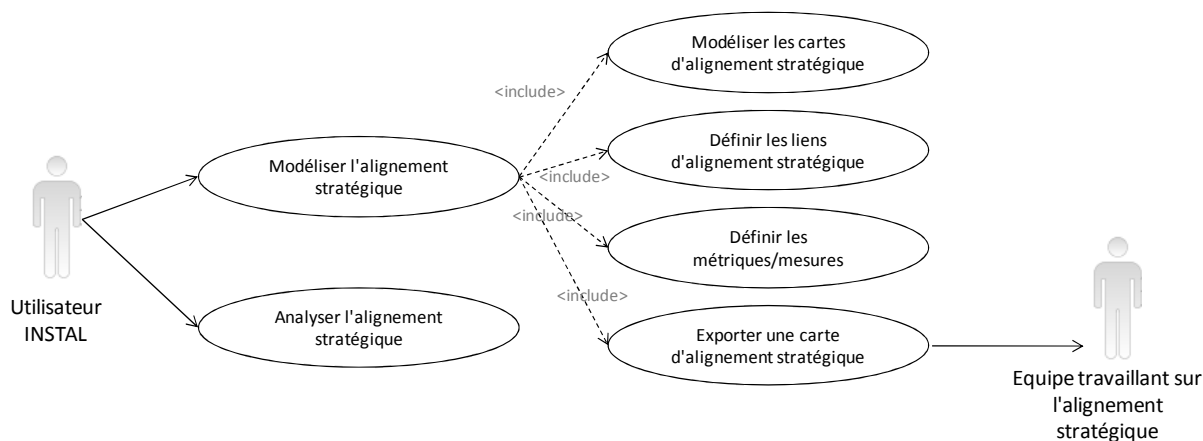 Modéliser les cartes
d'alignement stratégique
<include>
Définir les liens
d'alignement stratégique
Modéliser l'alignement
stratégique
<include>
<include>
Définir les
métriques/mesures
<include>
Utilisateur
INSTAL
Analyser l'alignement
stratégique
Exporter une carte
d'alignement stratégique
Equipe travaillant sur
l'alignement
stratégique